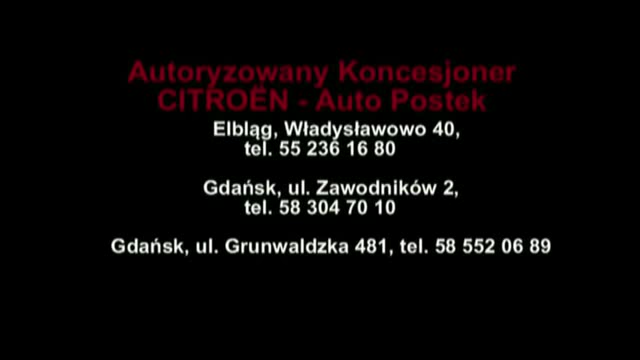 Autoryzowany Koncesjoner
CITROËN - Auto Postek
Elbląg, Władysławowo 40,
tel. 55 236 16 80
Gdańsk, ul. Zawodników 2,
tel. 58 304 70 10
Gdańsk, ul. Grunwaldzka 481, tel. 58 552 06 89